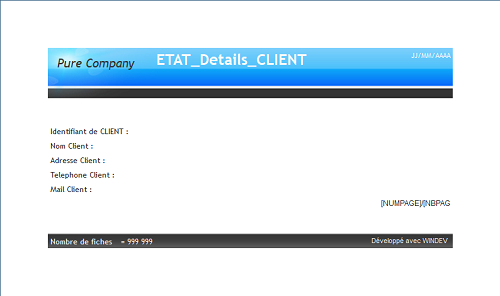 Pure Company ETAT_Details_CLIENT JJ/MM/AAAA
Identifiant de CLIENT :
Nom Client :
Adresse Client :
Telephone Client :
Mail Client :
[NUMPAGE]/[NBPAG
Nombre de fiches = 999 999 Développé avec WINDEV